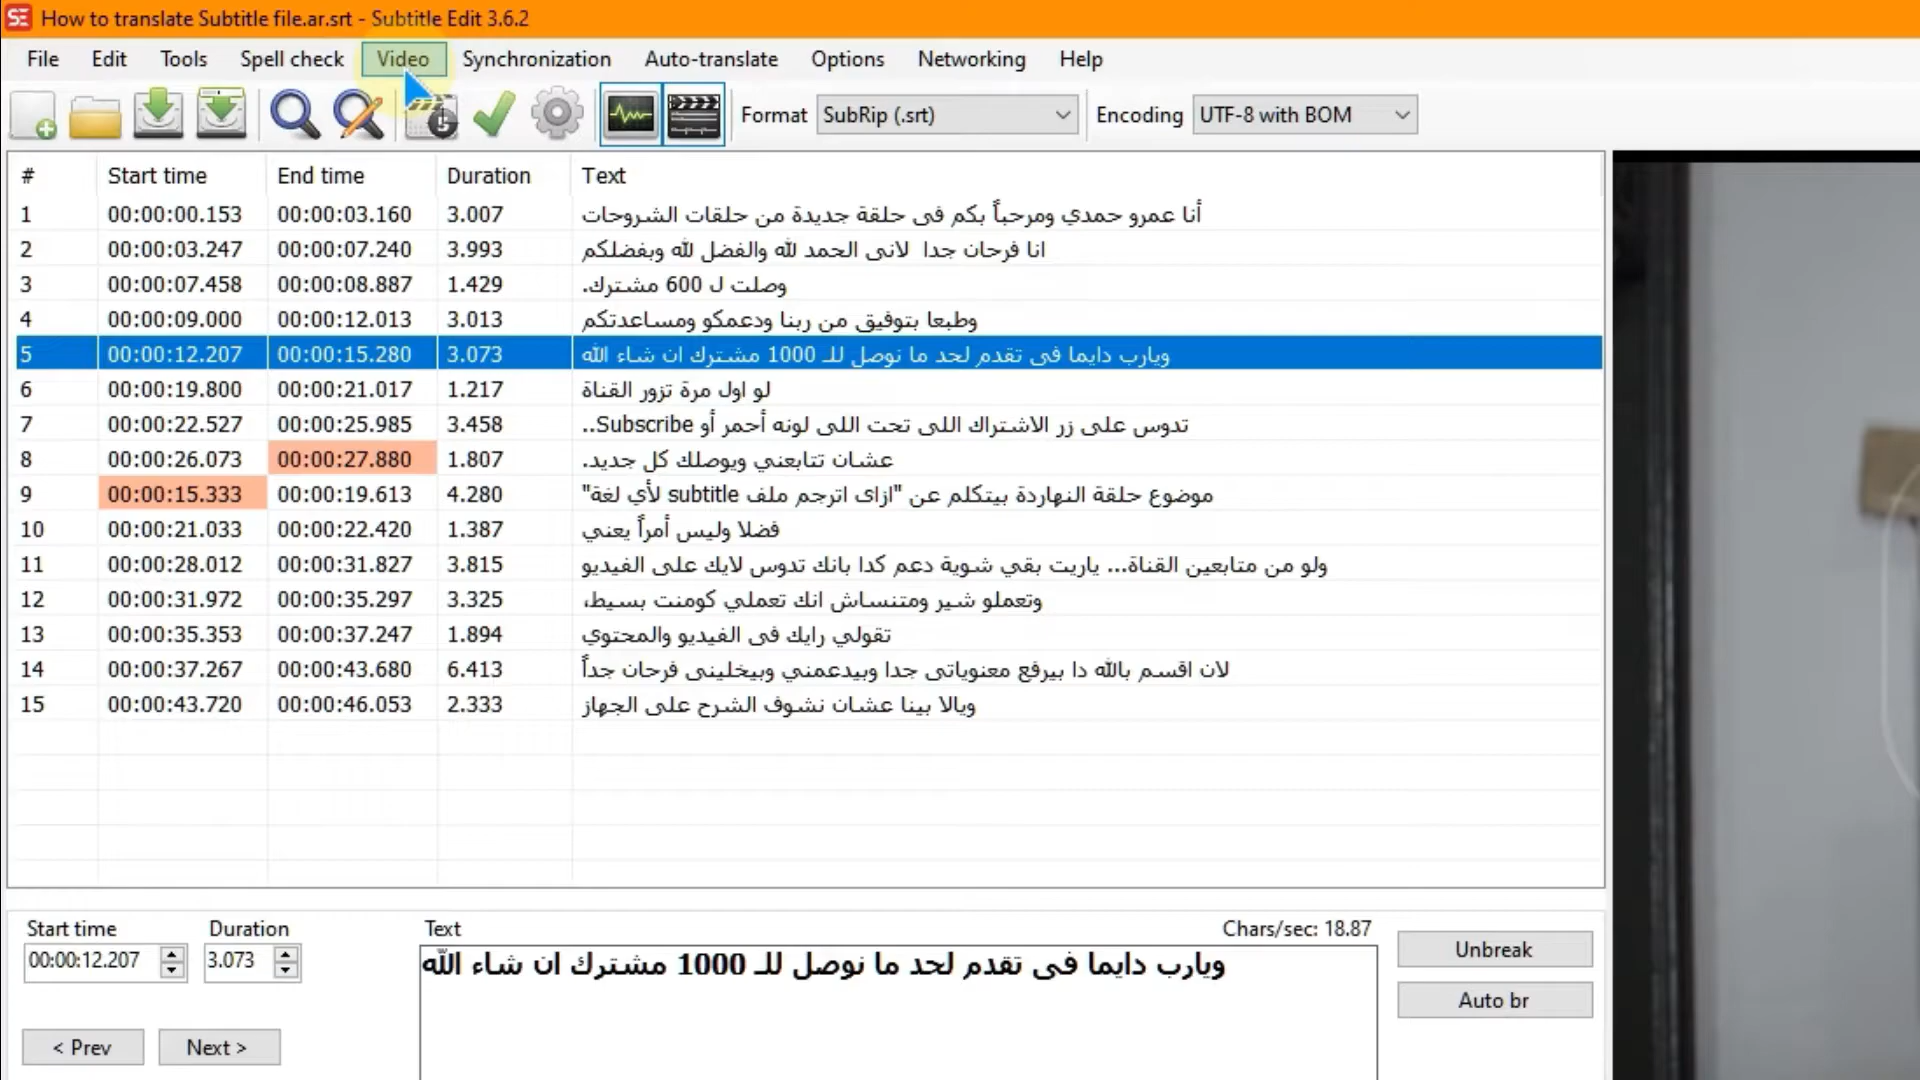 How to translate Subtitle file.ar.srt - Subtitle Edit 3.6.2
File Edit Tools Spell check Video Synchronization Auto-translate Options Networking Help
Format SubRip (.srt) Encoding UTF-8 with BOM
# Start time End time Duration Text
1 00:00:00.153 00:00:03.160 3.007 أنا عمرو حمدي ومرحباً بكم فى حلقة جديدة من حلقات الشروحات
2 00:00:03.247 00:00:07.240 3.993 انا فرحان جدا  لانى الحمد لله والفضل لله وبفضلكم
3 00:00:07.458 00:00:08.887 1.429 وصلت ل 600 مشترك.
4 00:00:09.000 00:00:12.013 3.013 وطبعا بتوفيق من ربنا ودعمكو ومساعدتكم
5 00:00:12.207 00:00:15.280 3.073 ويارب دايما فى تقدم لحد ما نوصل للـ 1000 مشترك ان شاء الله
6 00:00:19.800 00:00:21.017 1.217 لو اول مرة تزور القناة
7 00:00:22.527 00:00:25.985 3.458 تدوس على زر الاشتراك اللى تحت اللى لونه أحمر أو Subscribe..
8 00:00:26.073 00:00:27.880 1.807 عشان تتابعني ويوصلك كل جديد.
9 00:00:15.333 00:00:19.613 4.280 موضوع حلقة النهاردة بيتكلم عن "ازاى اترجم ملف subtitle لأي لغة"
10 00:00:21.033 00:00:22.420 1.387 فضلا وليس أمراً يعني
11 00:00:28.012 00:00:31.827 3.815 ولو من متابعين القناة... ياريت بقي شوية دعم كدا بانك تدوس لايك على الفيديو
12 00:00:31.972 00:00:35.297 3.325 وتعملو شير ومتنساش انك تعملي كومنت بسيط،
13 00:00:35.353 00:00:37.247 1.894 تقولي رايك فى الفيديو والمحتوي
14 00:00:37.267 00:00:43.680 6.413 لان اقسم بالله دا بيرفع معنوياتى جدا وبيدعمني وبيخلينى فرحان جداً
15 00:00:43.720 00:00:46.053 2.333 ويالا بينا عشان نشوف الشرح على الجهاز
Start time Duration Text Chars/sec: 18.87
00:00:12.207 3.073 ويارب دايما فى تقدم لحد ما نوصل للـ 1000 مشترك ان شاء الله
Unbreak
Auto br
< Prev Next >